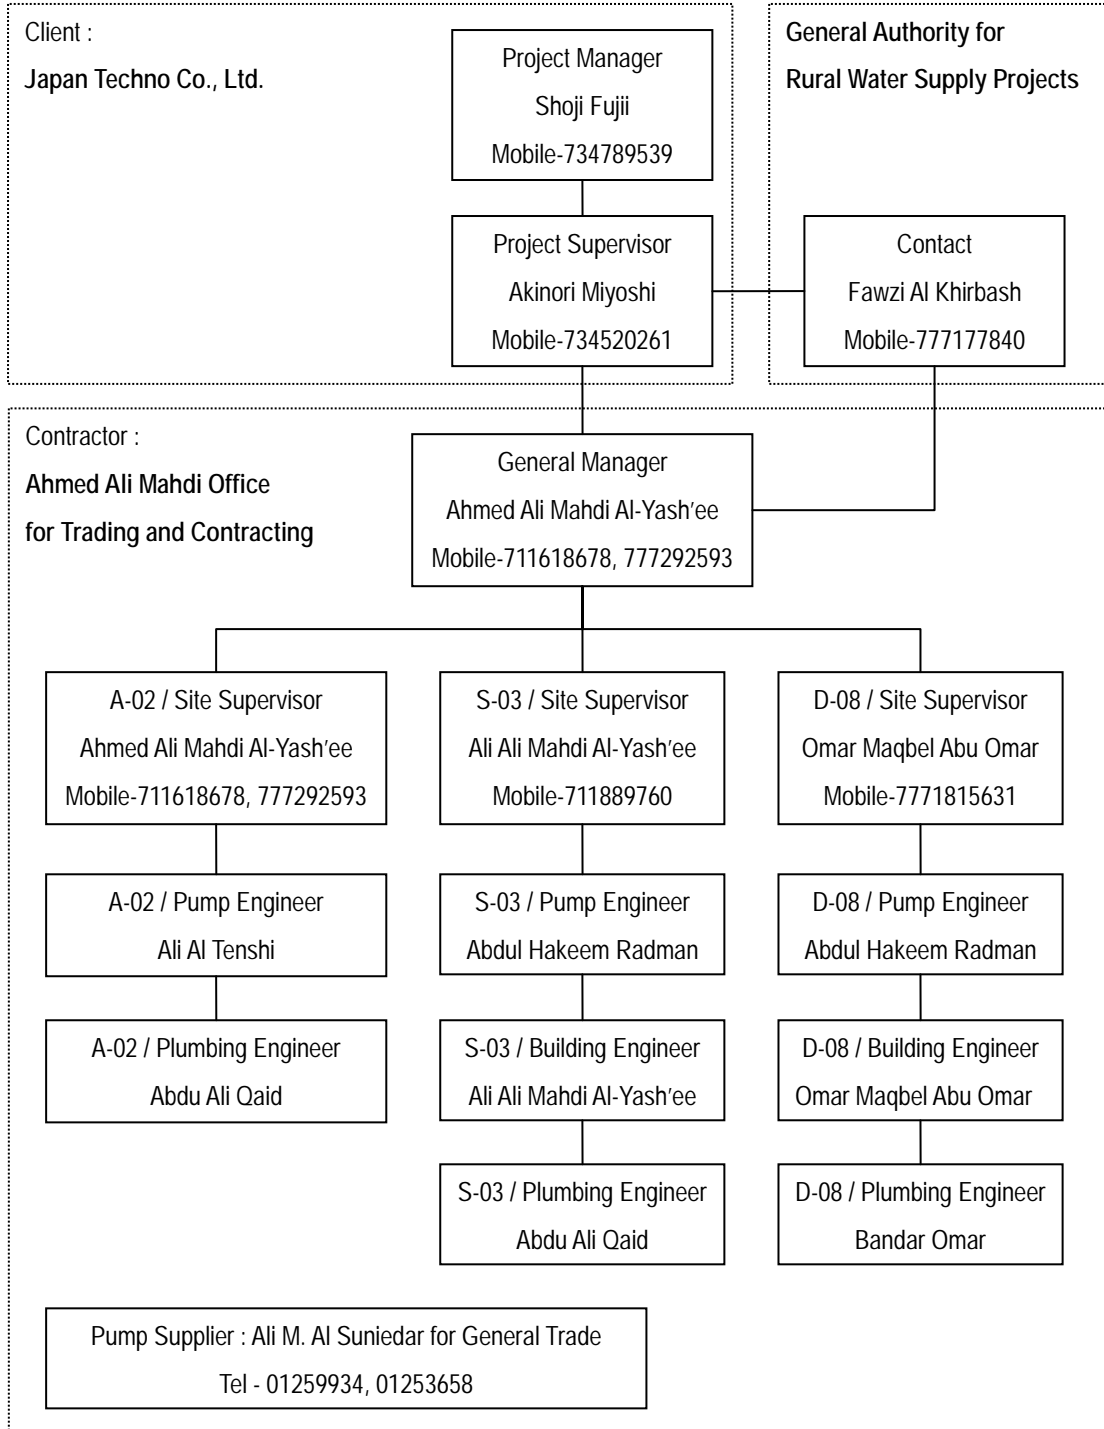 Client :
Japan Techno Co., Ltd.
Project Manager
Shoji Fujii
Mobile-734789539
General Authority for
Rural Water Supply Projects
Project Supervisor
Akinori Miyoshi
Mobile-734520261
Contact
Fawzi Al Khirbash
Mobile-777177840
Contractor :
Ahmed Ali Mahdi Office
for Trading and Contracting
General Manager
Ahmed Ali Mahdi Al-Yash'ee
Mobile-711618678, 777292593
A-02 / Site Supervisor
Ahmed Ali Mahdi Al-Yash'ee
Mobile-711618678, 777292593
S-03 / Site Supervisor
Ali Ali Mahdi Al-Yash'ee
Mobile-711889760
D-08 / Site Supervisor
Omar Maqbel Abu Omar
Mobile-7771815631
A-02 / Pump Engineer
Ali Al Tenshi
S-03 / Pump Engineer
Abdul Hakeem Radman
D-08 / Pump Engineer
Abdul Hakeem Radman
A-02 / Plumbing Engineer
Abdu Ali Qaid
S-03 / Building Engineer
Ali Ali Mahdi Al-Yash'ee
D-08 / Building Engineer
Omar Maqbel Abu Omar
S-03 / Plumbing Engineer
Abdu Ali Qaid
D-08 / Plumbing Engineer
Bandar Omar
Pump Supplier : Ali M. Al Suniedar for General Trade
Tel - 01259934, 01253658